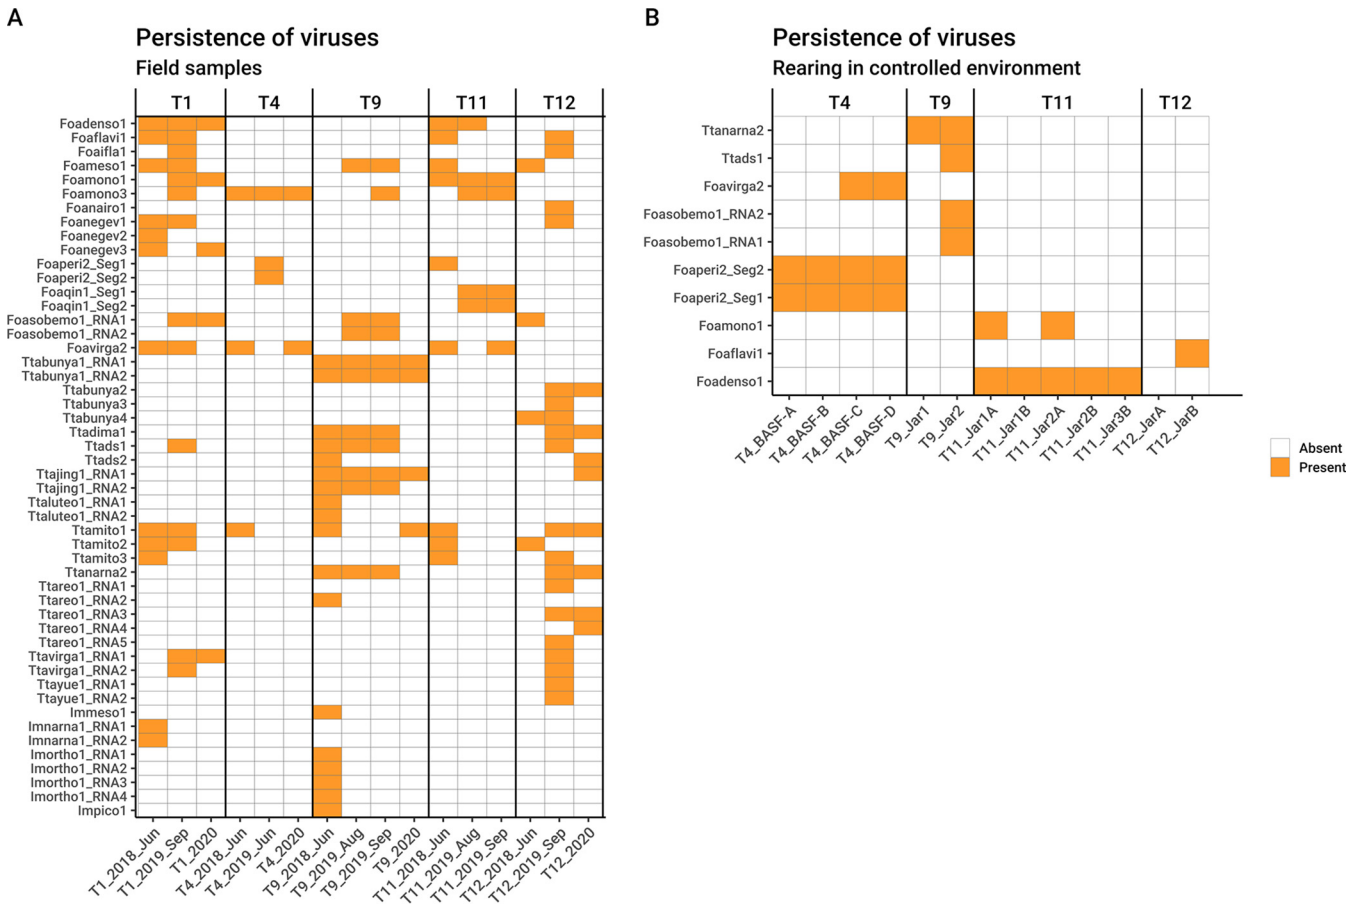 A
Persistence of viruses
Field samples
T1 T4 T9 T11 T12
Foadenso1
Foaflavi1
Foaifla1
Foameso1
Foamono1
Foamono3
Foanairo1
Foanegev1
Foanegev2
Foanegev3
Foaperi2_Seg1
Foaperi2_Seg2
Foaqin1_Seg1
Foaqin1_Seg2
Foasobemo1_RNA1
Foasobemo1_RNA2
Foavirga2
Ttabunya1_RNA1
Ttabunya1_RNA2
Ttabunya2
Ttabunya3
Ttabunya4
Ttadima1
Ttads1
Ttads2
Ttajing1_RNA1
Ttajing1_RNA2
Ttaluteo1_RNA1
Ttaluteo1_RNA2
Ttamito1
Ttamito2
Ttamito3
Ttanarna2
Ttareo1_RNA1
Ttareo1_RNA2
Ttareo1_RNA3
Ttareo1_RNA4
Ttareo1_RNA5
Ttavirga1_RNA1
Ttavirga1_RNA2
Ttayue1_RNA1
Ttayue1_RNA2
Immeso1
Imnarna1_RNA1
Imnarna1_RNA2
Imortho1_RNA1
Imortho1_RNA2
Imortho1_RNA3
Imortho1_RNA4
Impico1
T1_2018_Jun
T1_2019_Sep
T1_2020
T4_2018_Jun
T4_2019_Jun
T4_2020
T9_2018_Jun
T9_2019_Aug
T9_2019_Sep
T9_2020
T11_2018_Jun
T11_2019_Aug
T11_2019_Sep
T12_2018_Jun
T12_2019_Sep
T12_2020
B
Persistence of viruses
Rearing in controlled environment
T4 T9 T11 T12
Ttanarna2
Ttads1
Foavirga2
Foasobemo1_RNA2
Foasobemo1_RNA1
Foaperi2_Seg2
Foaperi2_Seg1
Foamono1
Foaflavi1
Foadenso1
T4_BASF-A
T4_BASF-B
T4_BASF-C
T4_BASF-D
T9_Jar1
T9_Jar2
T11_Jar1A
T11_Jar1B
T11_Jar2A
T11_Jar2B
T11_Jar3B
T12_JarA
T12_JarB
Absent
Present